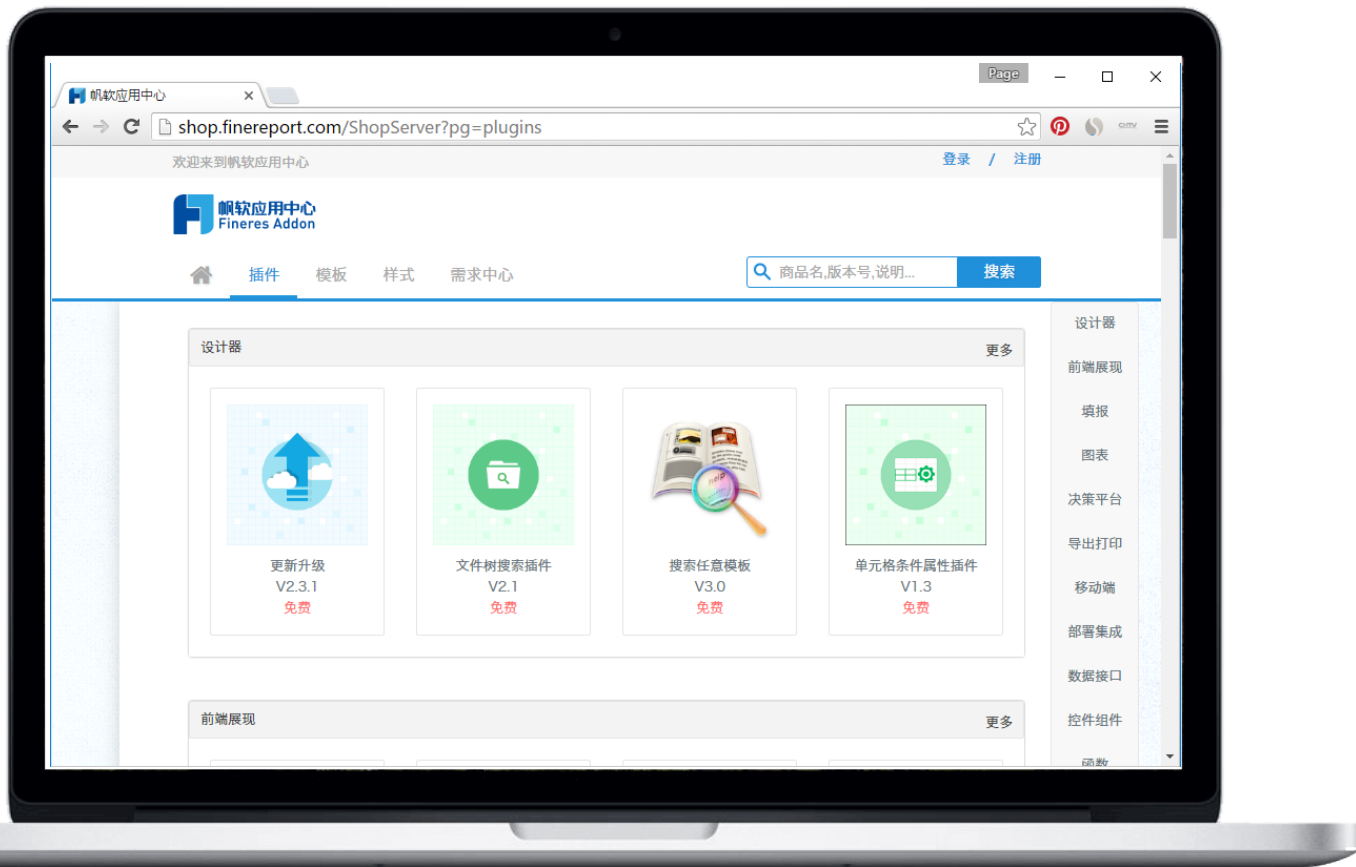 Page
帆软应用中心
shop.finereport.com/ShopServer?pg=plugins
欢迎来到帆软应用中心
登录 / 注册
帆软应用中心
Fineres Addon
插件 模板 样式 需求中心
商品名,版本号,说明... 搜索
设计器 更多
更新升级
V2.3.1
免费
文件树搜索插件
V2.1
免费
搜索任意模板
V3.0
免费
单元格条件属性插件
V1.3
免费
前端展现 更多
设计器
前端展现
填报
图表
决策平台
导出打印
移动端
部署集成
数据接口
控件组件
函数